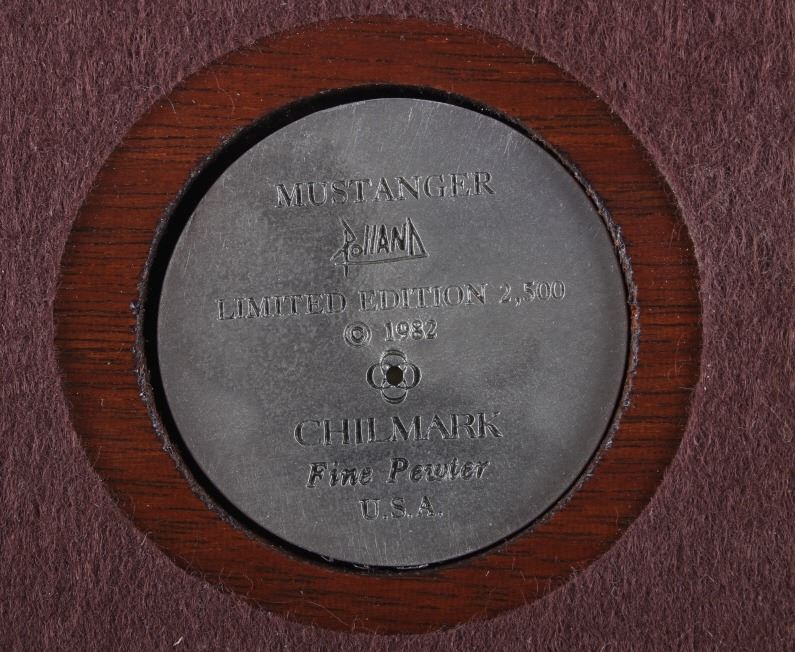 MUSTANGER
Polland
LIMITED EDITION 2,500
© 1982
CHILMARK
Fine Pewter
U.S.A.